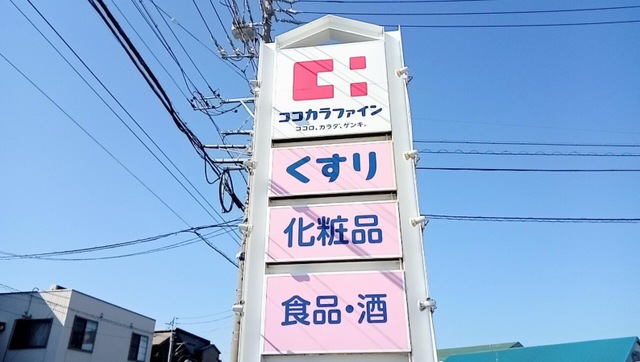 ココカラファイン
ココロ、カラダ、ゲンキ。
くすり
化粧品
食品・酒